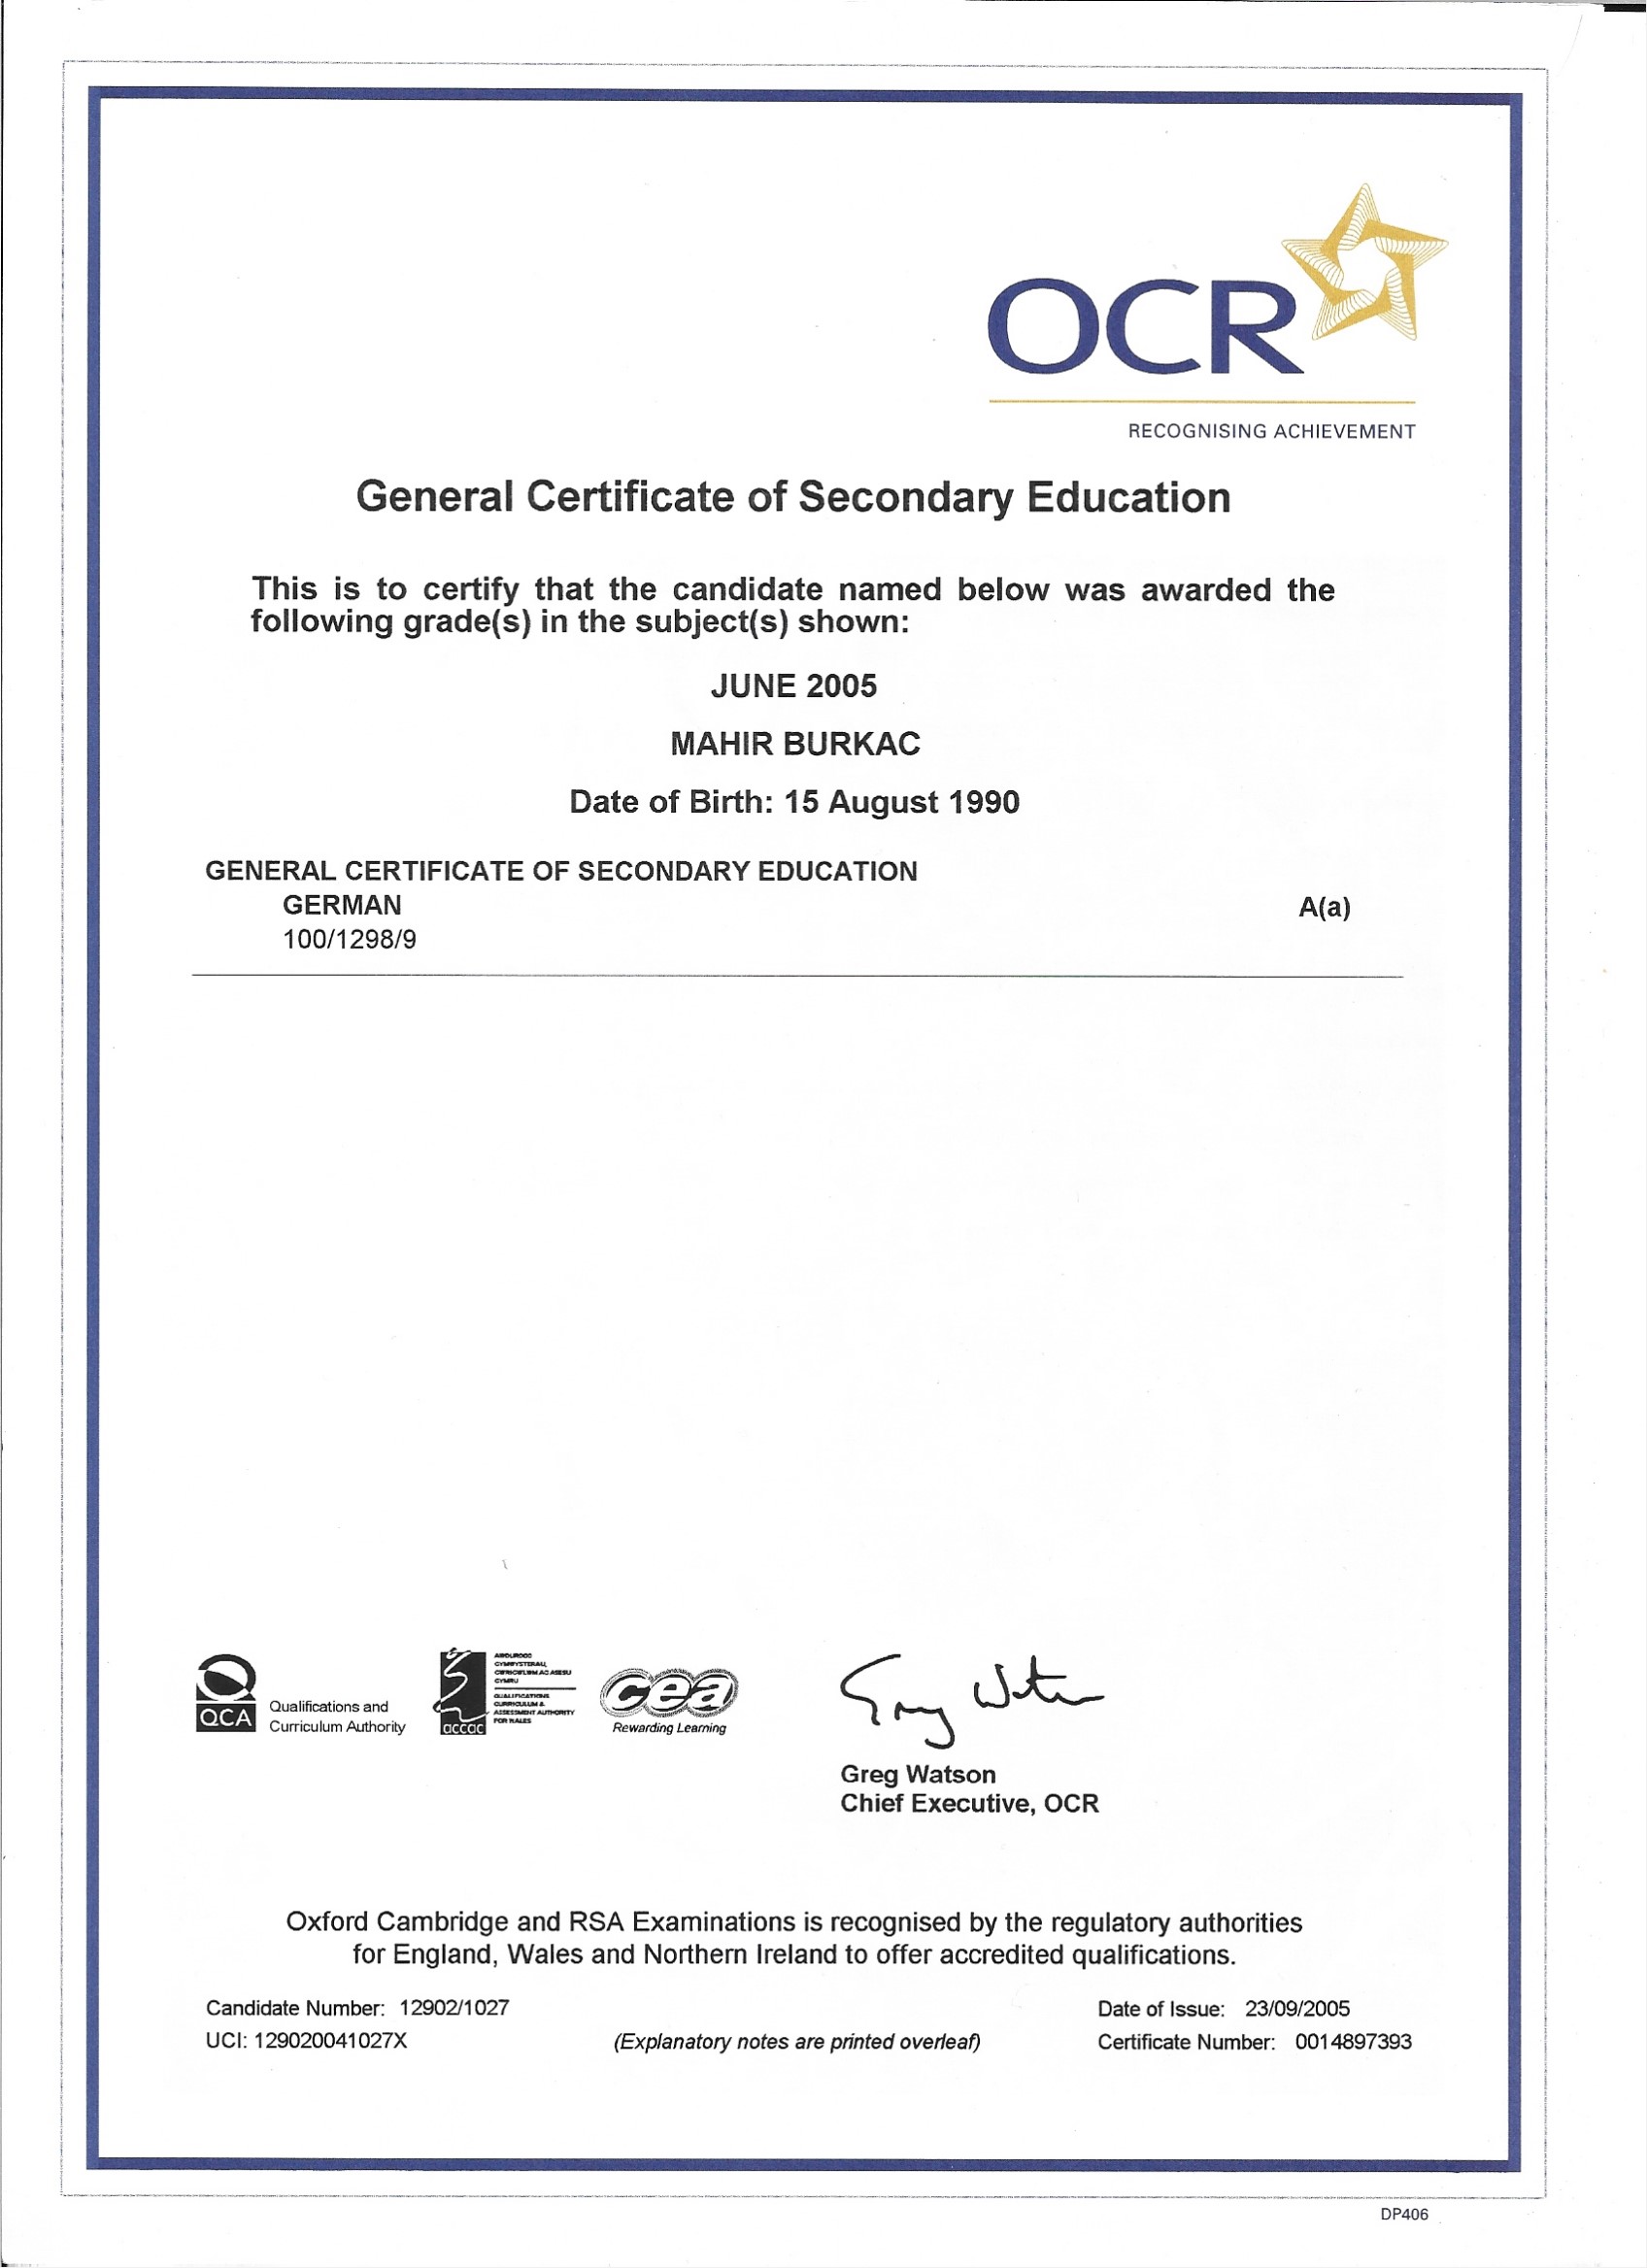 OCR
RECOGNISING ACHIEVEMENT
General Certificate of Secondary Education
This is to certify that the candidate named below was awarded the
following grade(s) in the subject(s) shown:
JUNE 2005
MAHIR BURKAC
Date of Birth: 15 August 1990
GENERAL CERTIFICATE OF SECONDARY EDUCATION
GERMAN A(a)
100/1298/9
QCA
Qualifications and
Curriculum Authority
accac
AWDURDOD
CYMWYSTERAU,
CWRICWLWM AC ASESU
CYMRU
QUALIFICATIONS
CURRICULUM &
ASSESSMENT AUTHORITY
FOR WALES
cea
Rewarding Learning
Greg Watson
Greg Watson
Chief Executive, OCR
Oxford Cambridge and RSA Examinations is recognised by the regulatory authorities
for England, Wales and Northern Ireland to offer accredited qualifications.
Candidate Number: 12902/1027 Date of Issue: 23/09/2005
UCI: 129020041027X (Explanatory notes are printed overleaf) Certificate Number: 0014897393
DP406